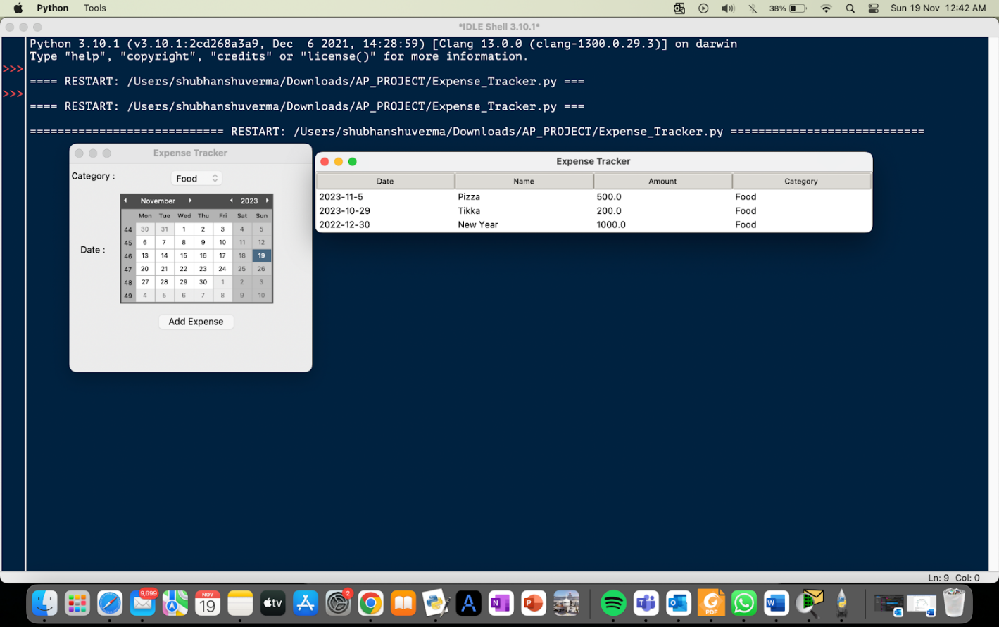 Python Tools 38% Sun 19 Nov 12:42 AM
*IDLE Shell 3.10.1*
Python 3.10.1 (v3.10.1:2cd268a3a9, Dec  6 2021, 14:28:59) [Clang 13.0.0 (clang-1300.0.29.3)] on darwin
Type "help", "copyright", "credits" or "license()" for more information.
>>>
==== RESTART: /Users/shubhanshuverma/Downloads/AP_PROJECT/Expense_Tracker.py ===
>>>
==== RESTART: /Users/shubhanshuverma/Downloads/AP_PROJECT/Expense_Tracker.py ===
============================ RESTART: /Users/shubhanshuverma/Downloads/AP_PROJECT/Expense_Tracker.py ============================
Expense Tracker
Category : Food
November 2023
Mon Tue Wed Thu Fri Sat Sun
44 30 31 1 2 3 4 5
45 6 7 8 9 10 11 12
Date :
46 13 14 15 16 17 18 19
47 20 21 22 23 24 25 26
48 27 28 29 30 1 2 3
49 4 5 6 7 8 9 10
Add Expense
Expense Tracker
Date Name Amount Category
2023-11-5 Pizza 500.0 Food
2023-10-29 Tikka 200.0 Food
2022-12-30 New Year 1000.0 Food
Ln: 9 Col: 0
9,699 NOV 19 tv 2 A N P PDF W